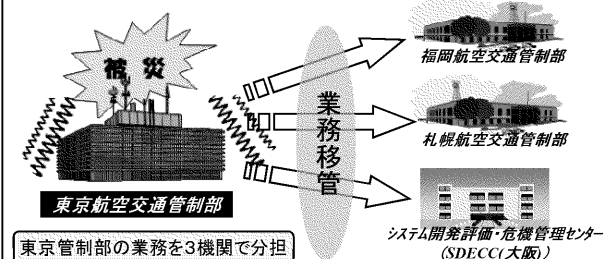 被災
東京航空交通管制部
東京管制部の業務を3機関で分担
業務移管
福岡航空交通管制部
札幌航空交通管制部
システム開発評価・危機管理センター
(SDECC(大阪))